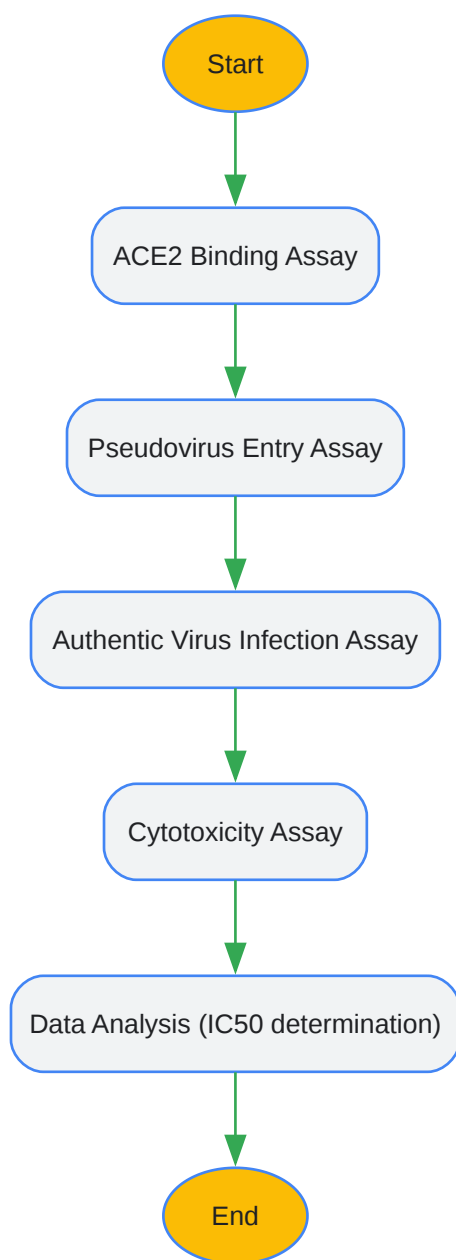 Start
ACE2 Binding Assay
Pseudovirus Entry Assay
Authentic Virus Infection Assay
Cytotoxicity Assay
Data Analysis (IC50 determination)
End